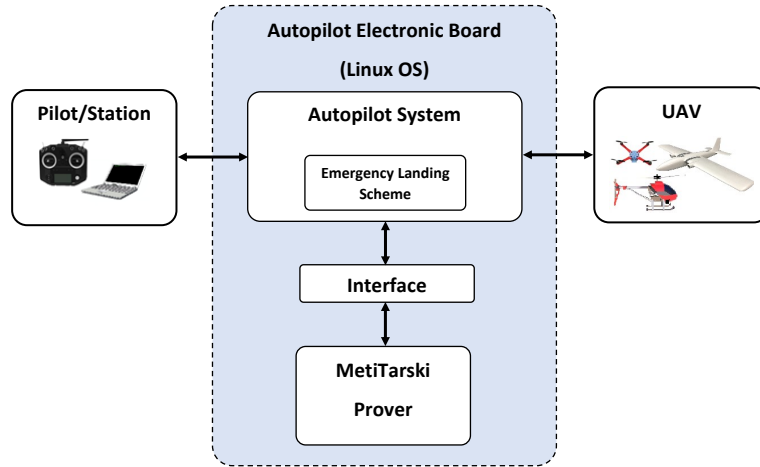 Autopilot Electronic Board
(Linux OS)
Pilot/Station
Autopilot System
UAV
Emergency Landing
Scheme
Interface
MetiTarski
Prover